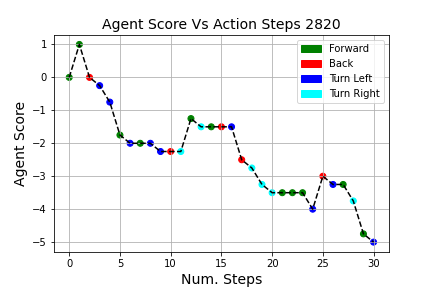 Agent Score Vs Action Steps 2820
Forward
Back
Turn Left
Turn Right
Agent Score
1
0
−1
−2
−3
−4
−5
0 5 10 15 20 25 30
Num. Steps